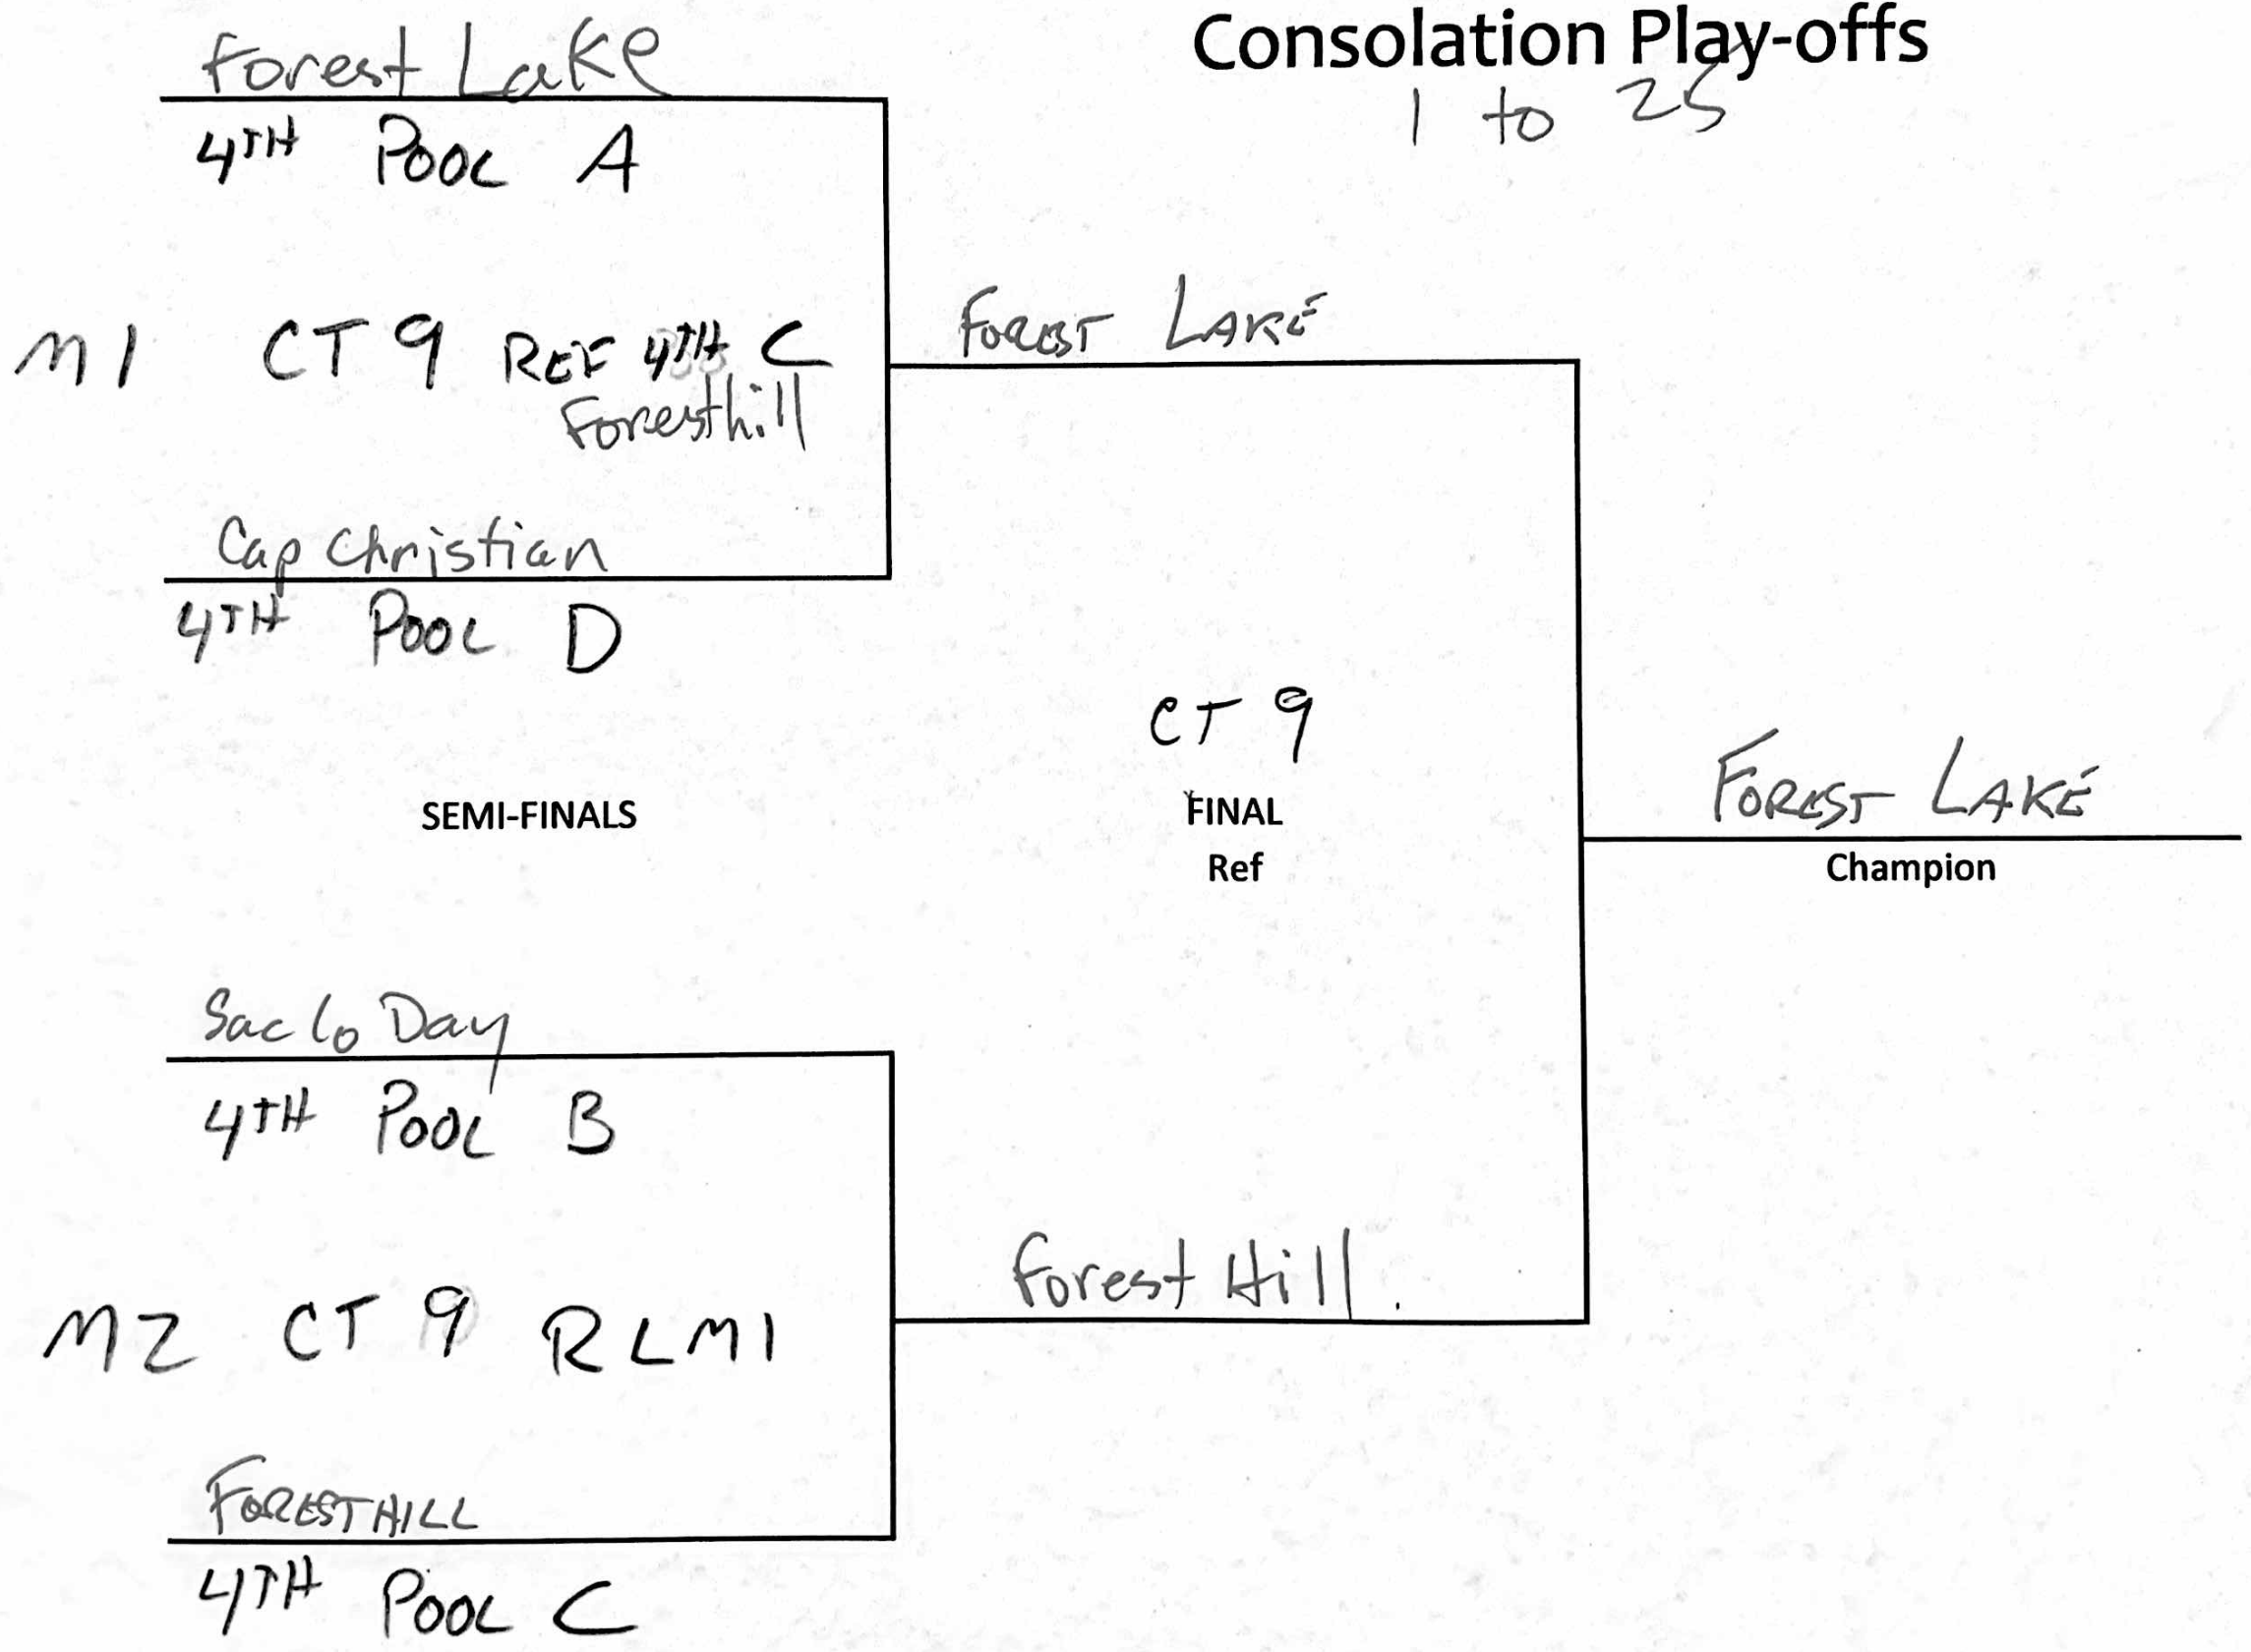 Consolation Play-offs
1 to 25
Forest Lake
4TH POOL A
M1 CT 9 REF 4TH C
Foresthill
FOREST LAKE
Cap Christian
4TH POOL D
CT 9
SEMI-FINALS
FINAL
Ref
FOREST LAKE
Champion
Sac Co Day
4TH POOL B
M2 CT 9 R L M1
Forest Hill.
FORESTHILL
4TH POOL C